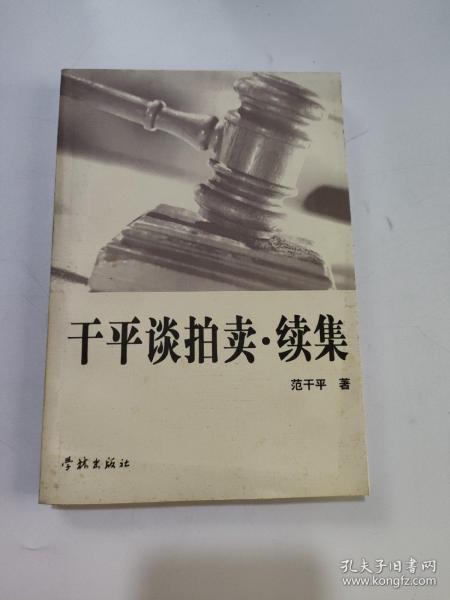 干平谈拍卖·续集
范干平 著
学林出版社
孔夫子旧书网
www.kongfz.com